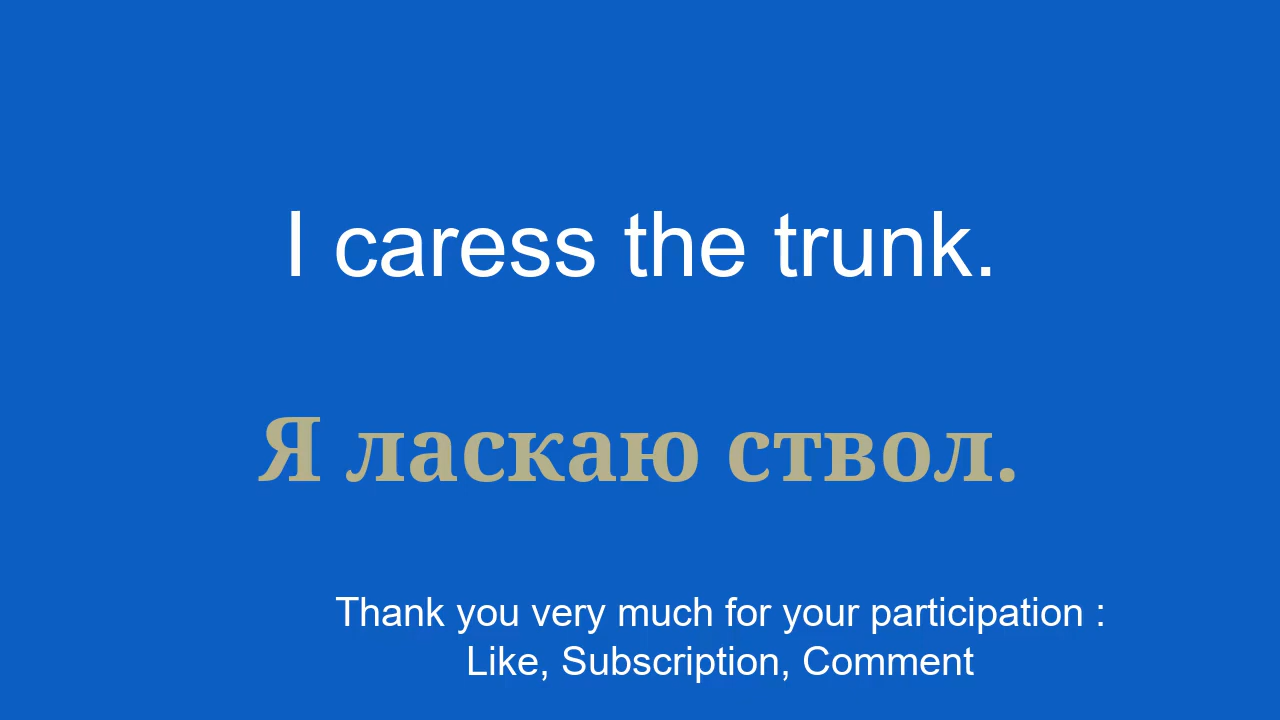 I caress the trunk.
Я ласкаю ствол.
Thank you very much for your participation :
Like, Subscription, Comment